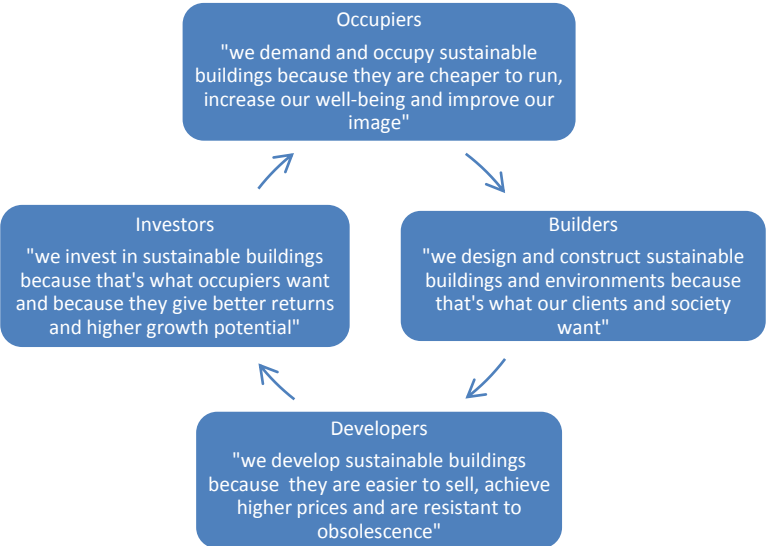 Occupiers
"we demand and occupy sustainable
buildings because they are cheaper to run,
increase our well-being and improve our
image"
Investors
"we invest in sustainable buildings
because that's what occupiers want
and because they give better returns
and higher growth potential"
Builders
"we design and construct sustainable
buildings and environments because
that's what our clients and society
want"
Developers
"we develop sustainable buildings
because  they are easier to sell, achieve
higher prices and are resistant to
obsolescence"